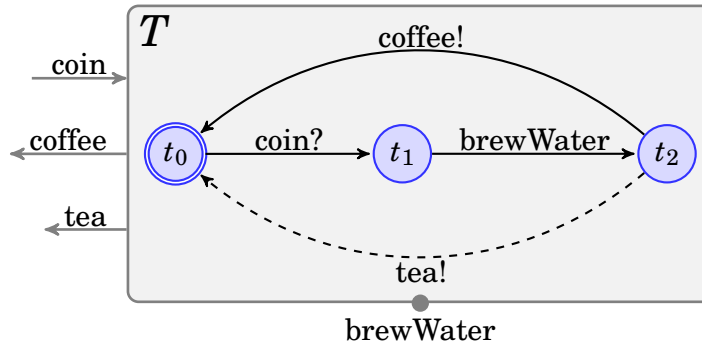 T
coffee!
coin
coffee
t0
coin?
t1
brewWater
t2
tea
tea!
brewWater